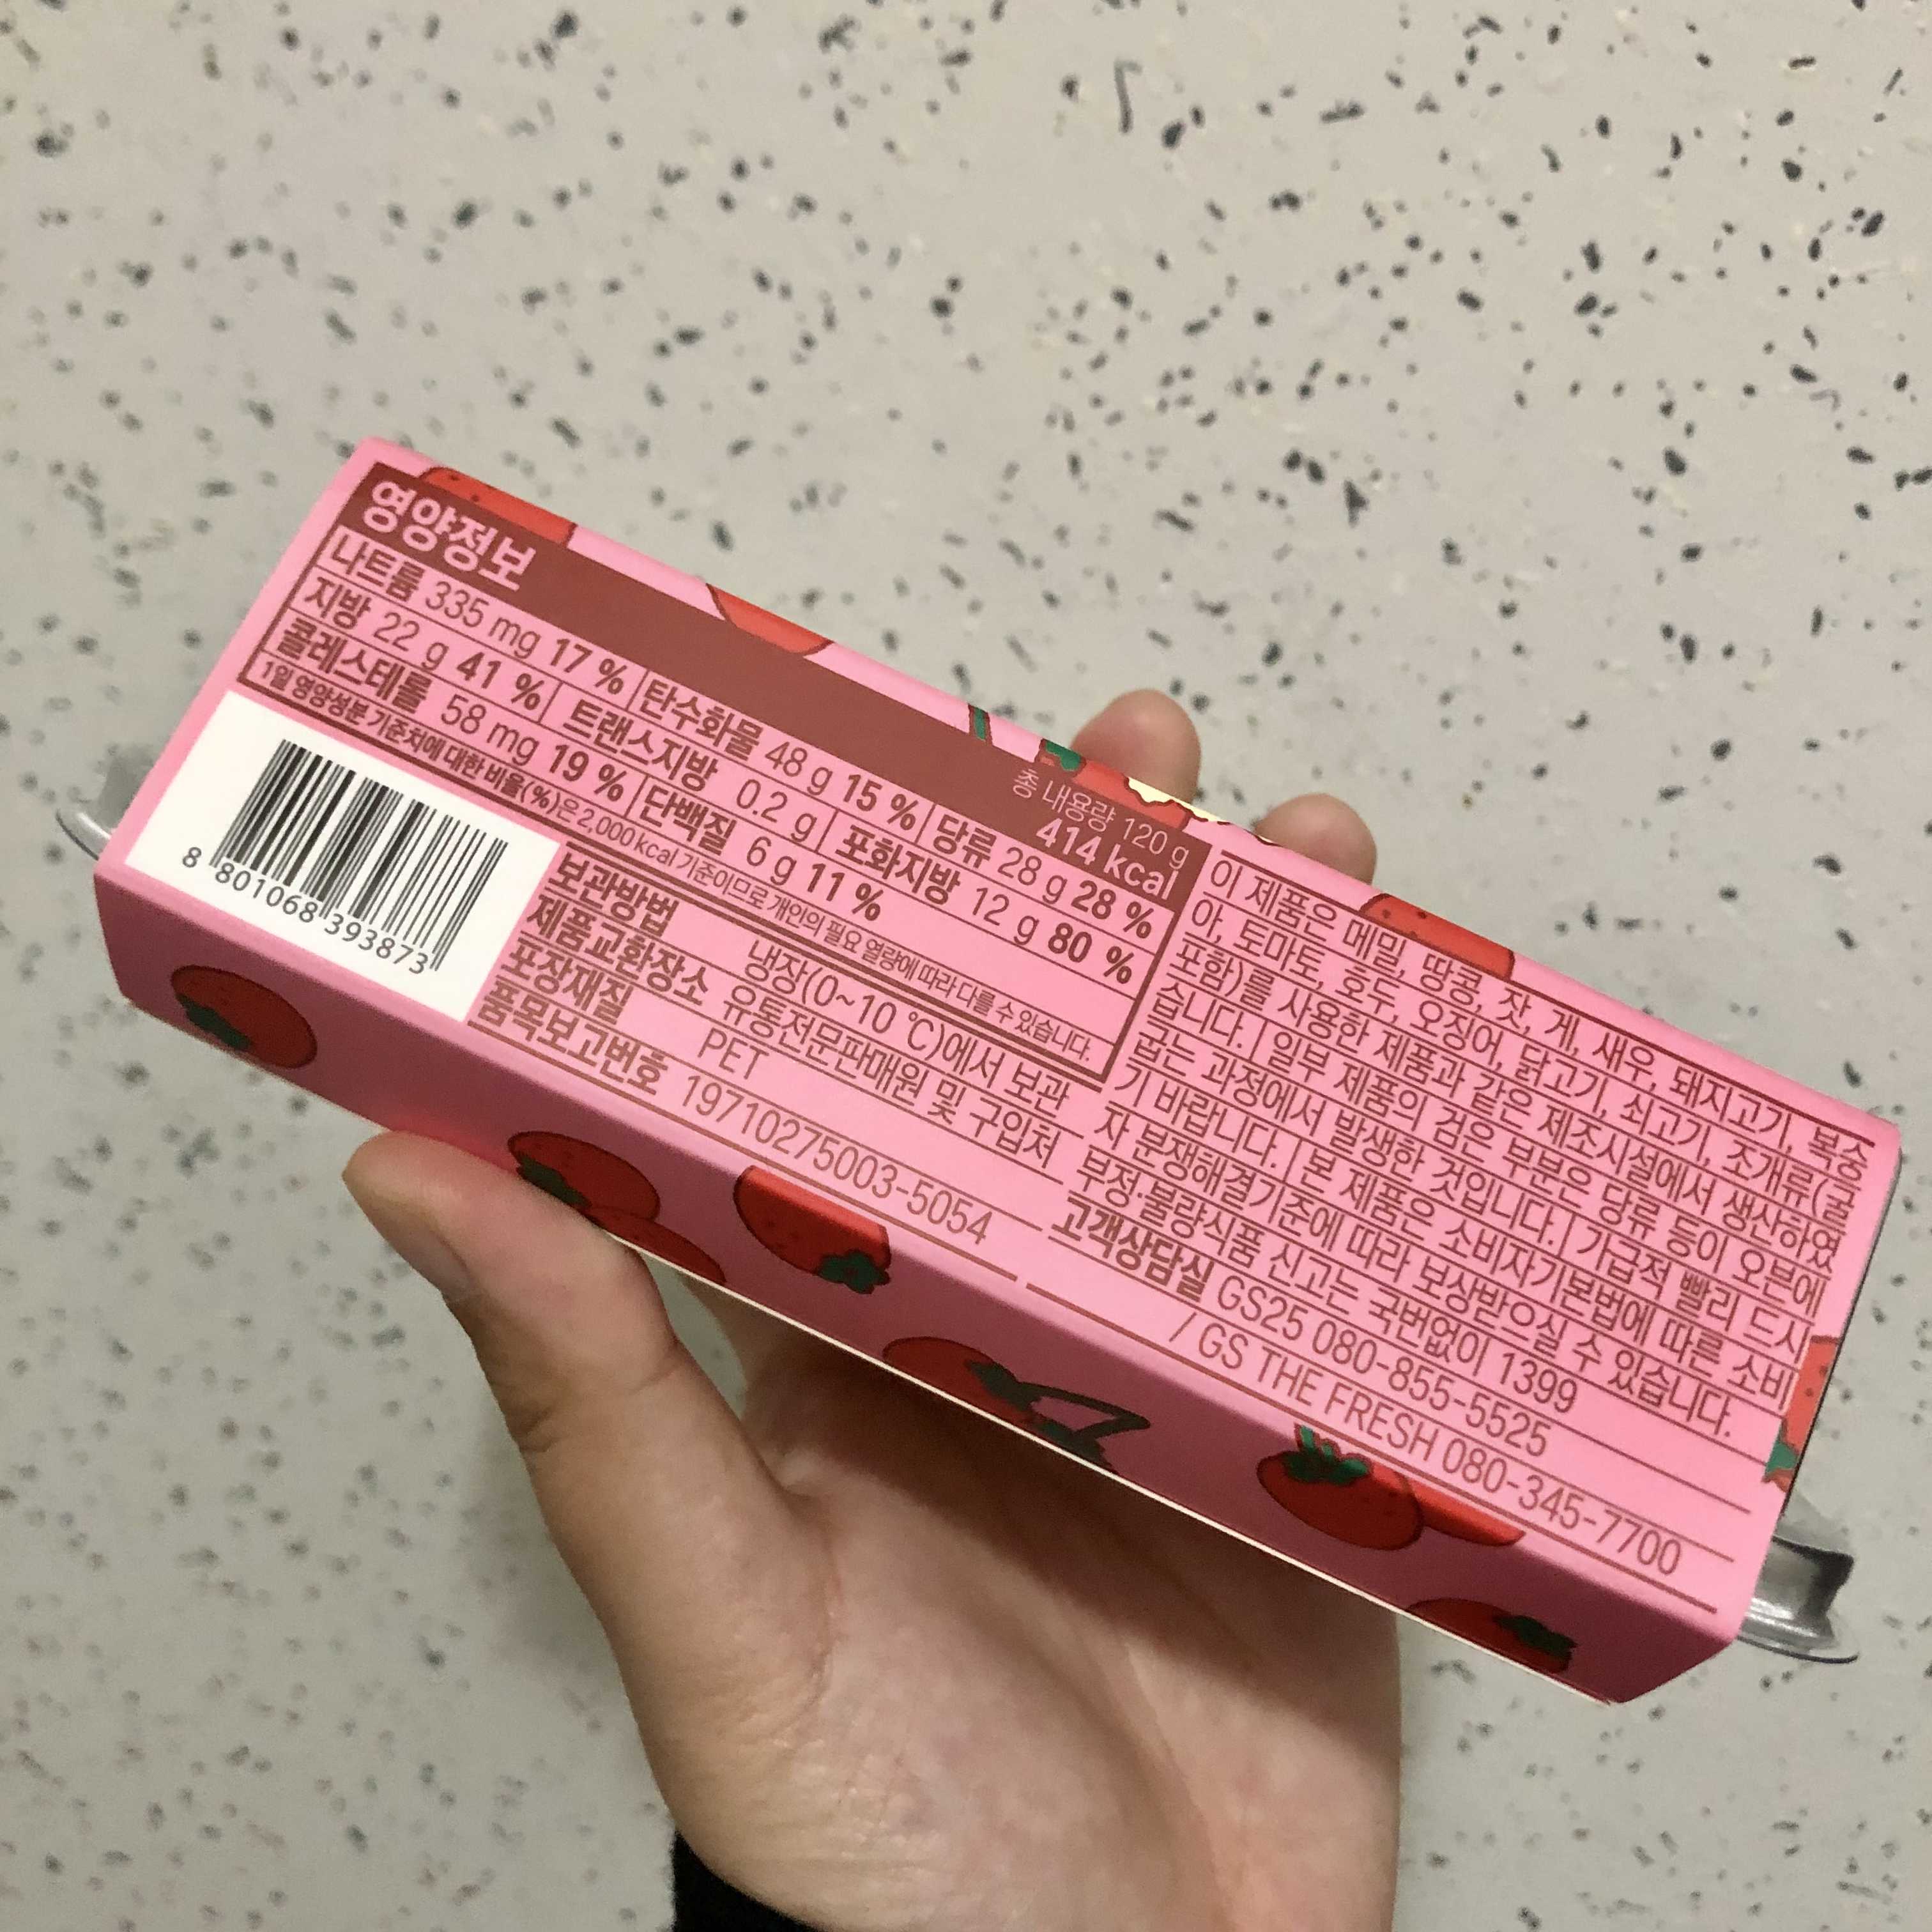 영양정보
총 내용량 120 g
414 kcal
나트륨 335 mg 17 % 탄수화물 48 g 15 % 당류 28 g 28 %
지방 22 g 41 % 트랜스지방 0.2 g 포화지방 12 g 80 %
콜레스테롤 58 mg 19 % 단백질 6 g 11 %
1일 영양성분 기준치에 대한 비율(%)은 2,000 kcal 기준이므로 개인의 필요 열량에 따라 다를 수 있습니다.
8 801068 393873
보관방법 냉장(0~10 ℃)에서 보관
제품교환장소 유통전문판매원 및 구입처
포장재질 PET
품목보고번호 19710275003-5054
이 제품은 메밀, 땅콩, 잣, 게, 새우, 돼지고기, 복숭
아, 토마토, 호두, 오징어, 닭고기, 쇠고기, 조개류(굴
포함)를 사용한 제품과 같은 제조시설에서 생산하였
습니다. | 일부 제품의 검은 부분은 당류 등이 오븐에
굽는 과정에서 발생한 것입니다. | 가급적 빨리 드시
기 바랍니다. | 본 제품은 소비자기본법에 따른 소비
자 분쟁해결기준에 따라 보상받으실 수 있습니다.
부정·불량식품 신고는 국번없이 1399
고객상담실 GS25 080-855-5525
/ GS THE FRESH 080-345-7700